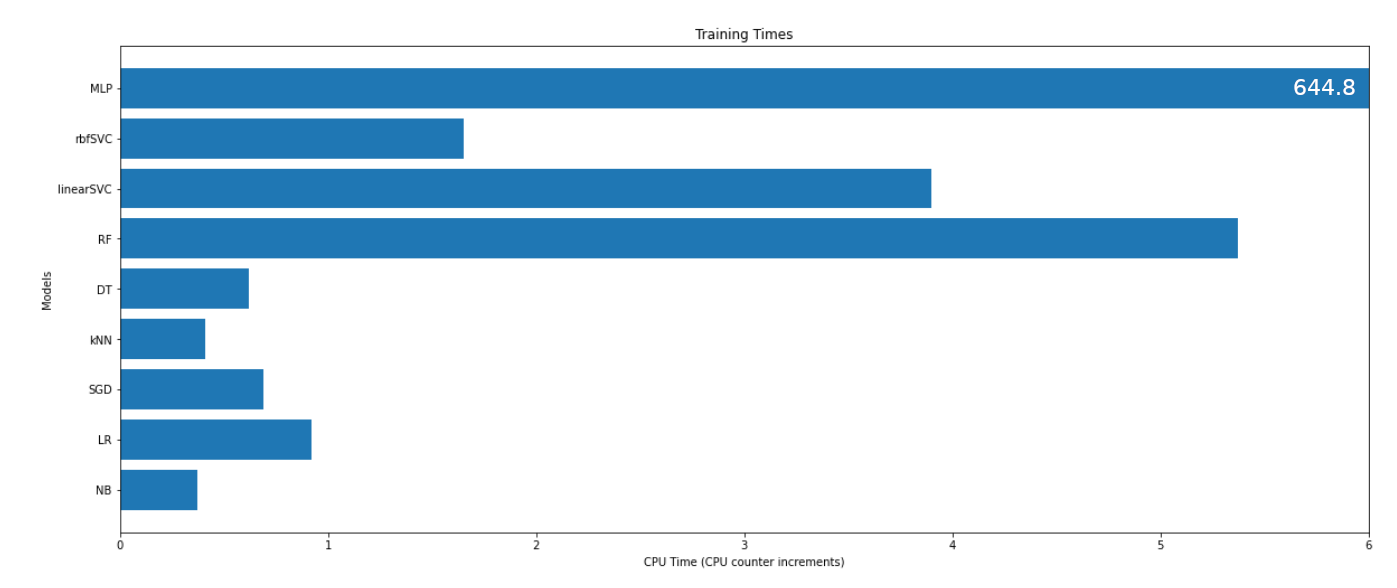 Training Times
MLP
644.8
rbfSVC
linearSVC
RF
DT
kNN
SGD
LR
NB
Models
0 1 2 3 4 5 6
CPU Time (CPU counter increments)